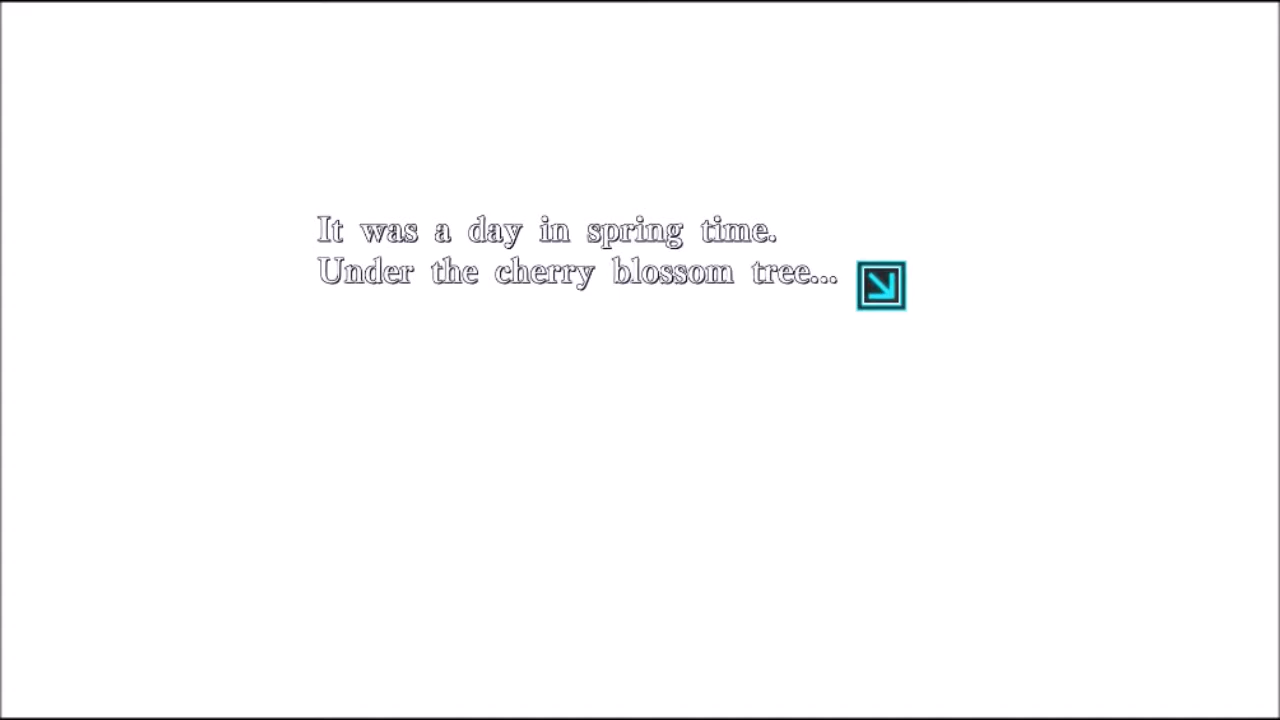 It was a day in spring time.
Under the cherry blossom tree...